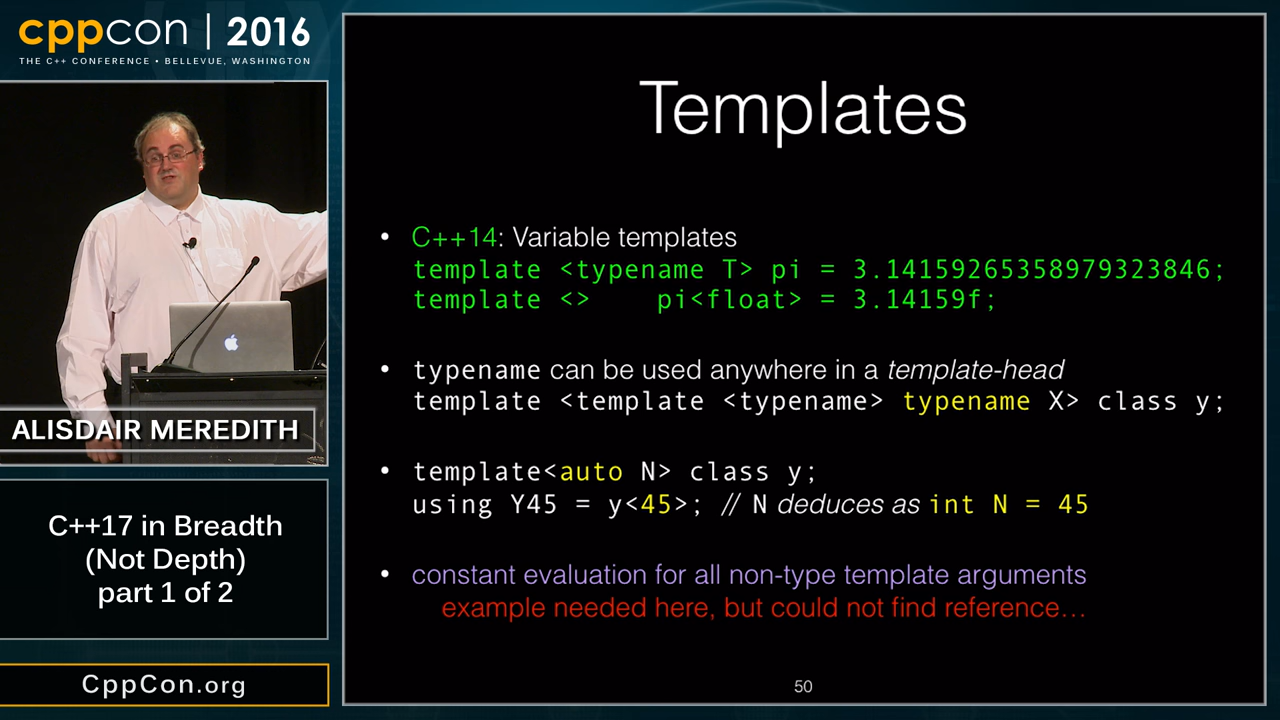 cppcon | 2016
THE C++ CONFERENCE • BELLEVUE, WASHINGTON
ALISDAIR MEREDITH
C++17 in Breadth
(Not Depth)
part 1 of 2
CppCon.org
Templates
• C++14: Variable templates
template <typename T> pi = 3.14159265358979323846;
template <>    pi<float> = 3.14159f;
• typename can be used anywhere in a template-head
template <template <typename> typename X> class y;
• template<auto N> class y;
using Y45 = y<45>; // N deduces as int N = 45
• constant evaluation for all non-type template arguments
example needed here, but could not find reference…
50